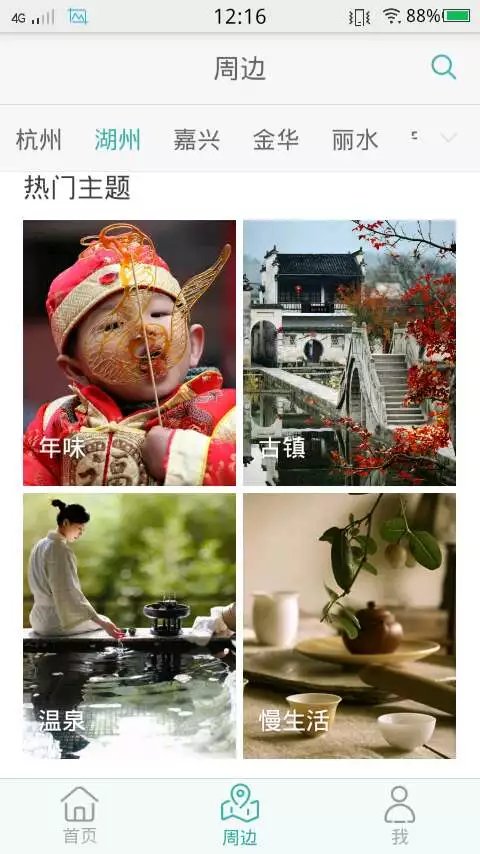 4G 12:16 88%
周边
杭州 湖州 嘉兴 金华 丽水
热门主题
年味 古镇
温泉 慢生活
首页 周边 我